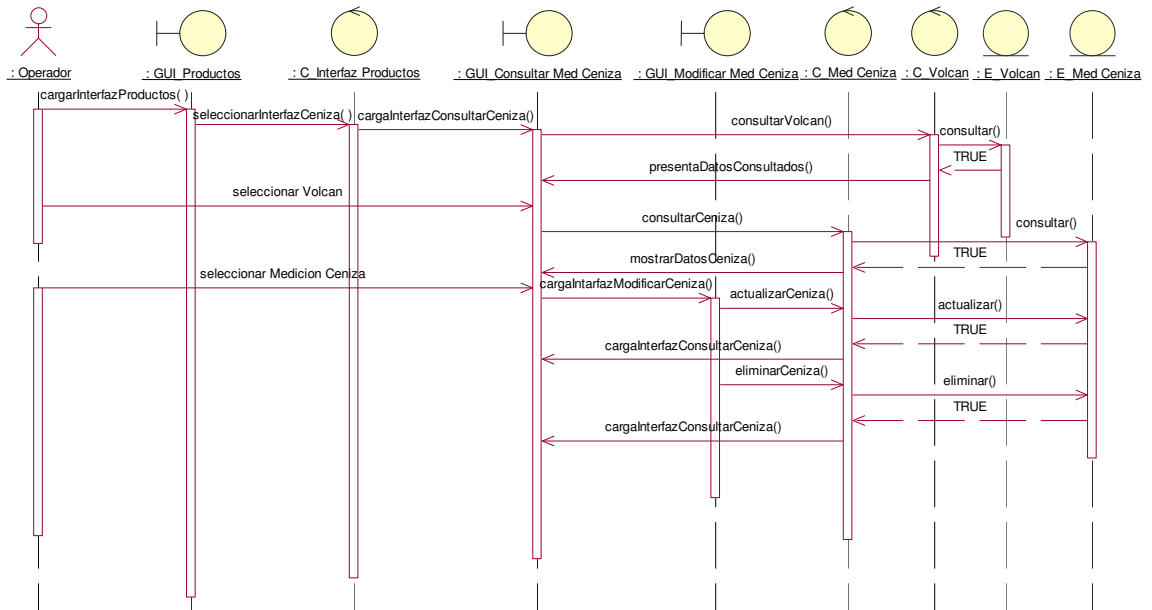 : Operador
: GUI_Productos
: C_Interfaz Productos
: GUI_Consultar Med Ceniza
: GUI_Modificar Med Ceniza
: C_Med Ceniza
: C_Volcan
: E_Volcan
: E_Med Ceniza
cargarInterfazProductos( )
seleccionarInterfazCeniza( )
cargaInterfazConsultarCeniza()
consultarVolcan()
consultar()
TRUE
presentaDatosConsultados()
seleccionar Volcan
consultarCeniza()
consultar()
TRUE
mostrarDatosCeniza()
seleccionar Medicion Ceniza
cargaIntarfazModificarCeniza()
actualizarCeniza()
actualizar()
TRUE
cargaInterfazConsultarCeniza()
eliminarCeniza()
eliminar()
TRUE
cargaInterfazConsultarCeniza()